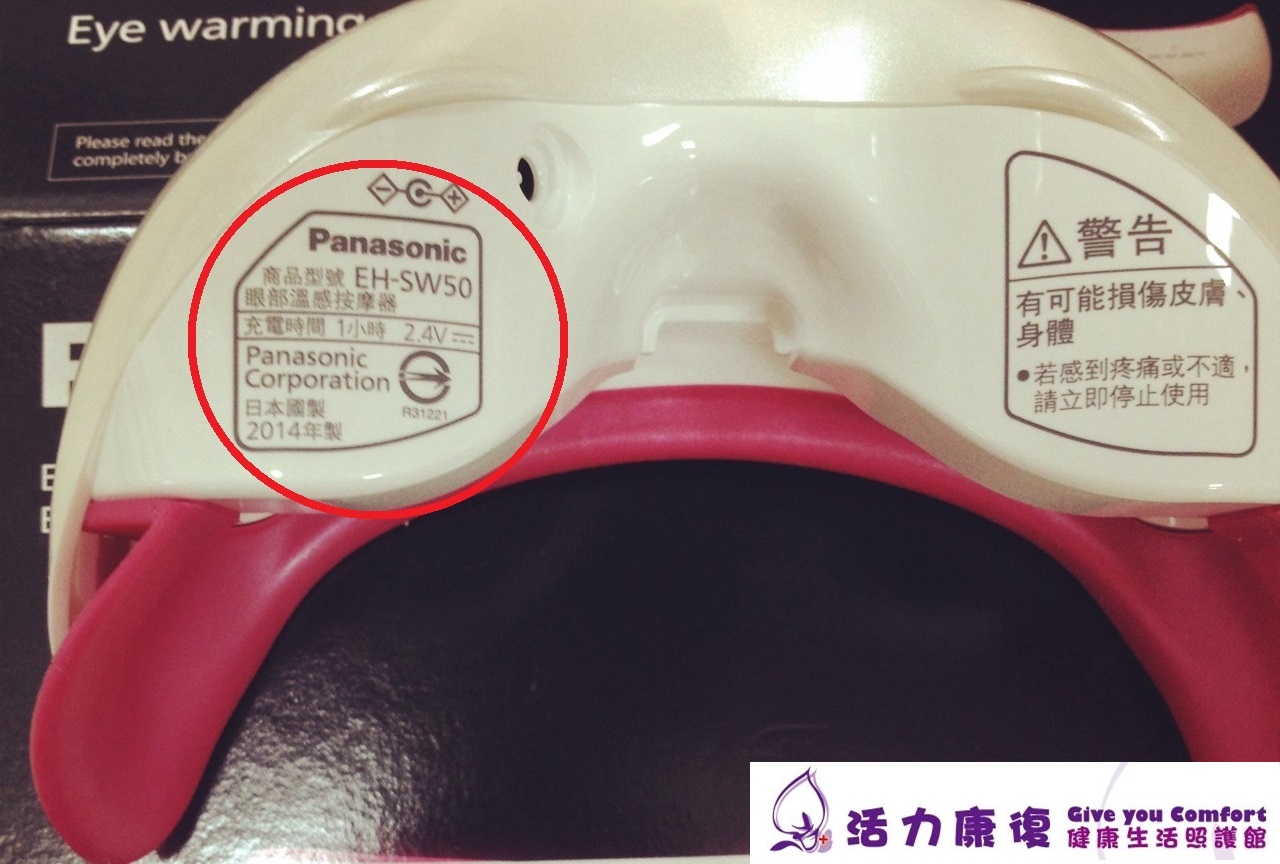 Eye warming
Please read the
completely
Panasonic
商品型號 EH-SW50
眼部溫感按摩器
充電時間 1小時 2.4V
Panasonic
Corporation
R31221
日本國製
2014年製
警告
有可能損傷皮膚、
身體
●若感到疼痛或不適，
請立即停止使用
活力康復
Give you Comfort
健康生活照護館